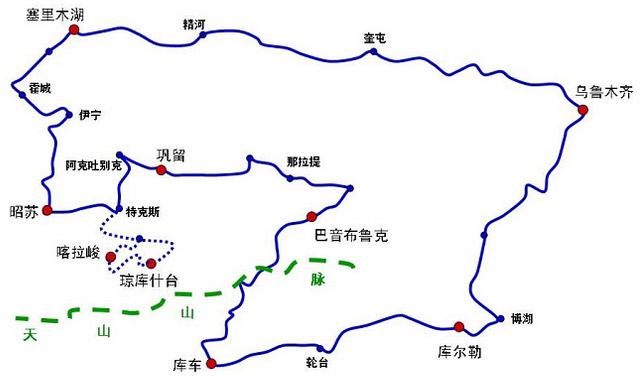 塞里木湖
精河
奎屯
霍城
伊宁
乌鲁木齐
阿克吐别克
巩留
那拉提
昭苏
特克斯
巴音布鲁克
喀拉峻
琼库什台
天
山
山
脉
博湖
库尔勒
库车
轮台